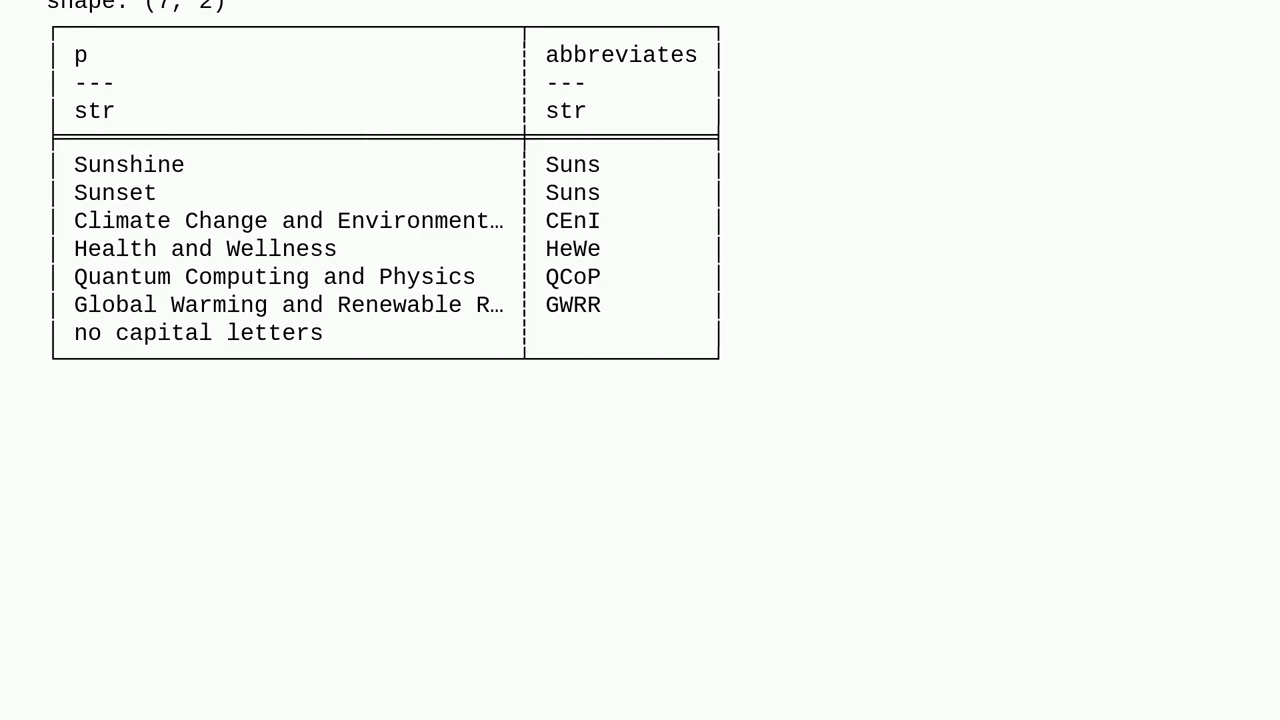 shape: (7, 2)
p abbreviates
--- ---
str str
Sunshine Suns
Sunset Suns
Climate Change and Environment… CEnI
Health and Wellness HeWe
Quantum Computing and Physics QCoP
Global Warming and Renewable R… GWRR
no capital letters